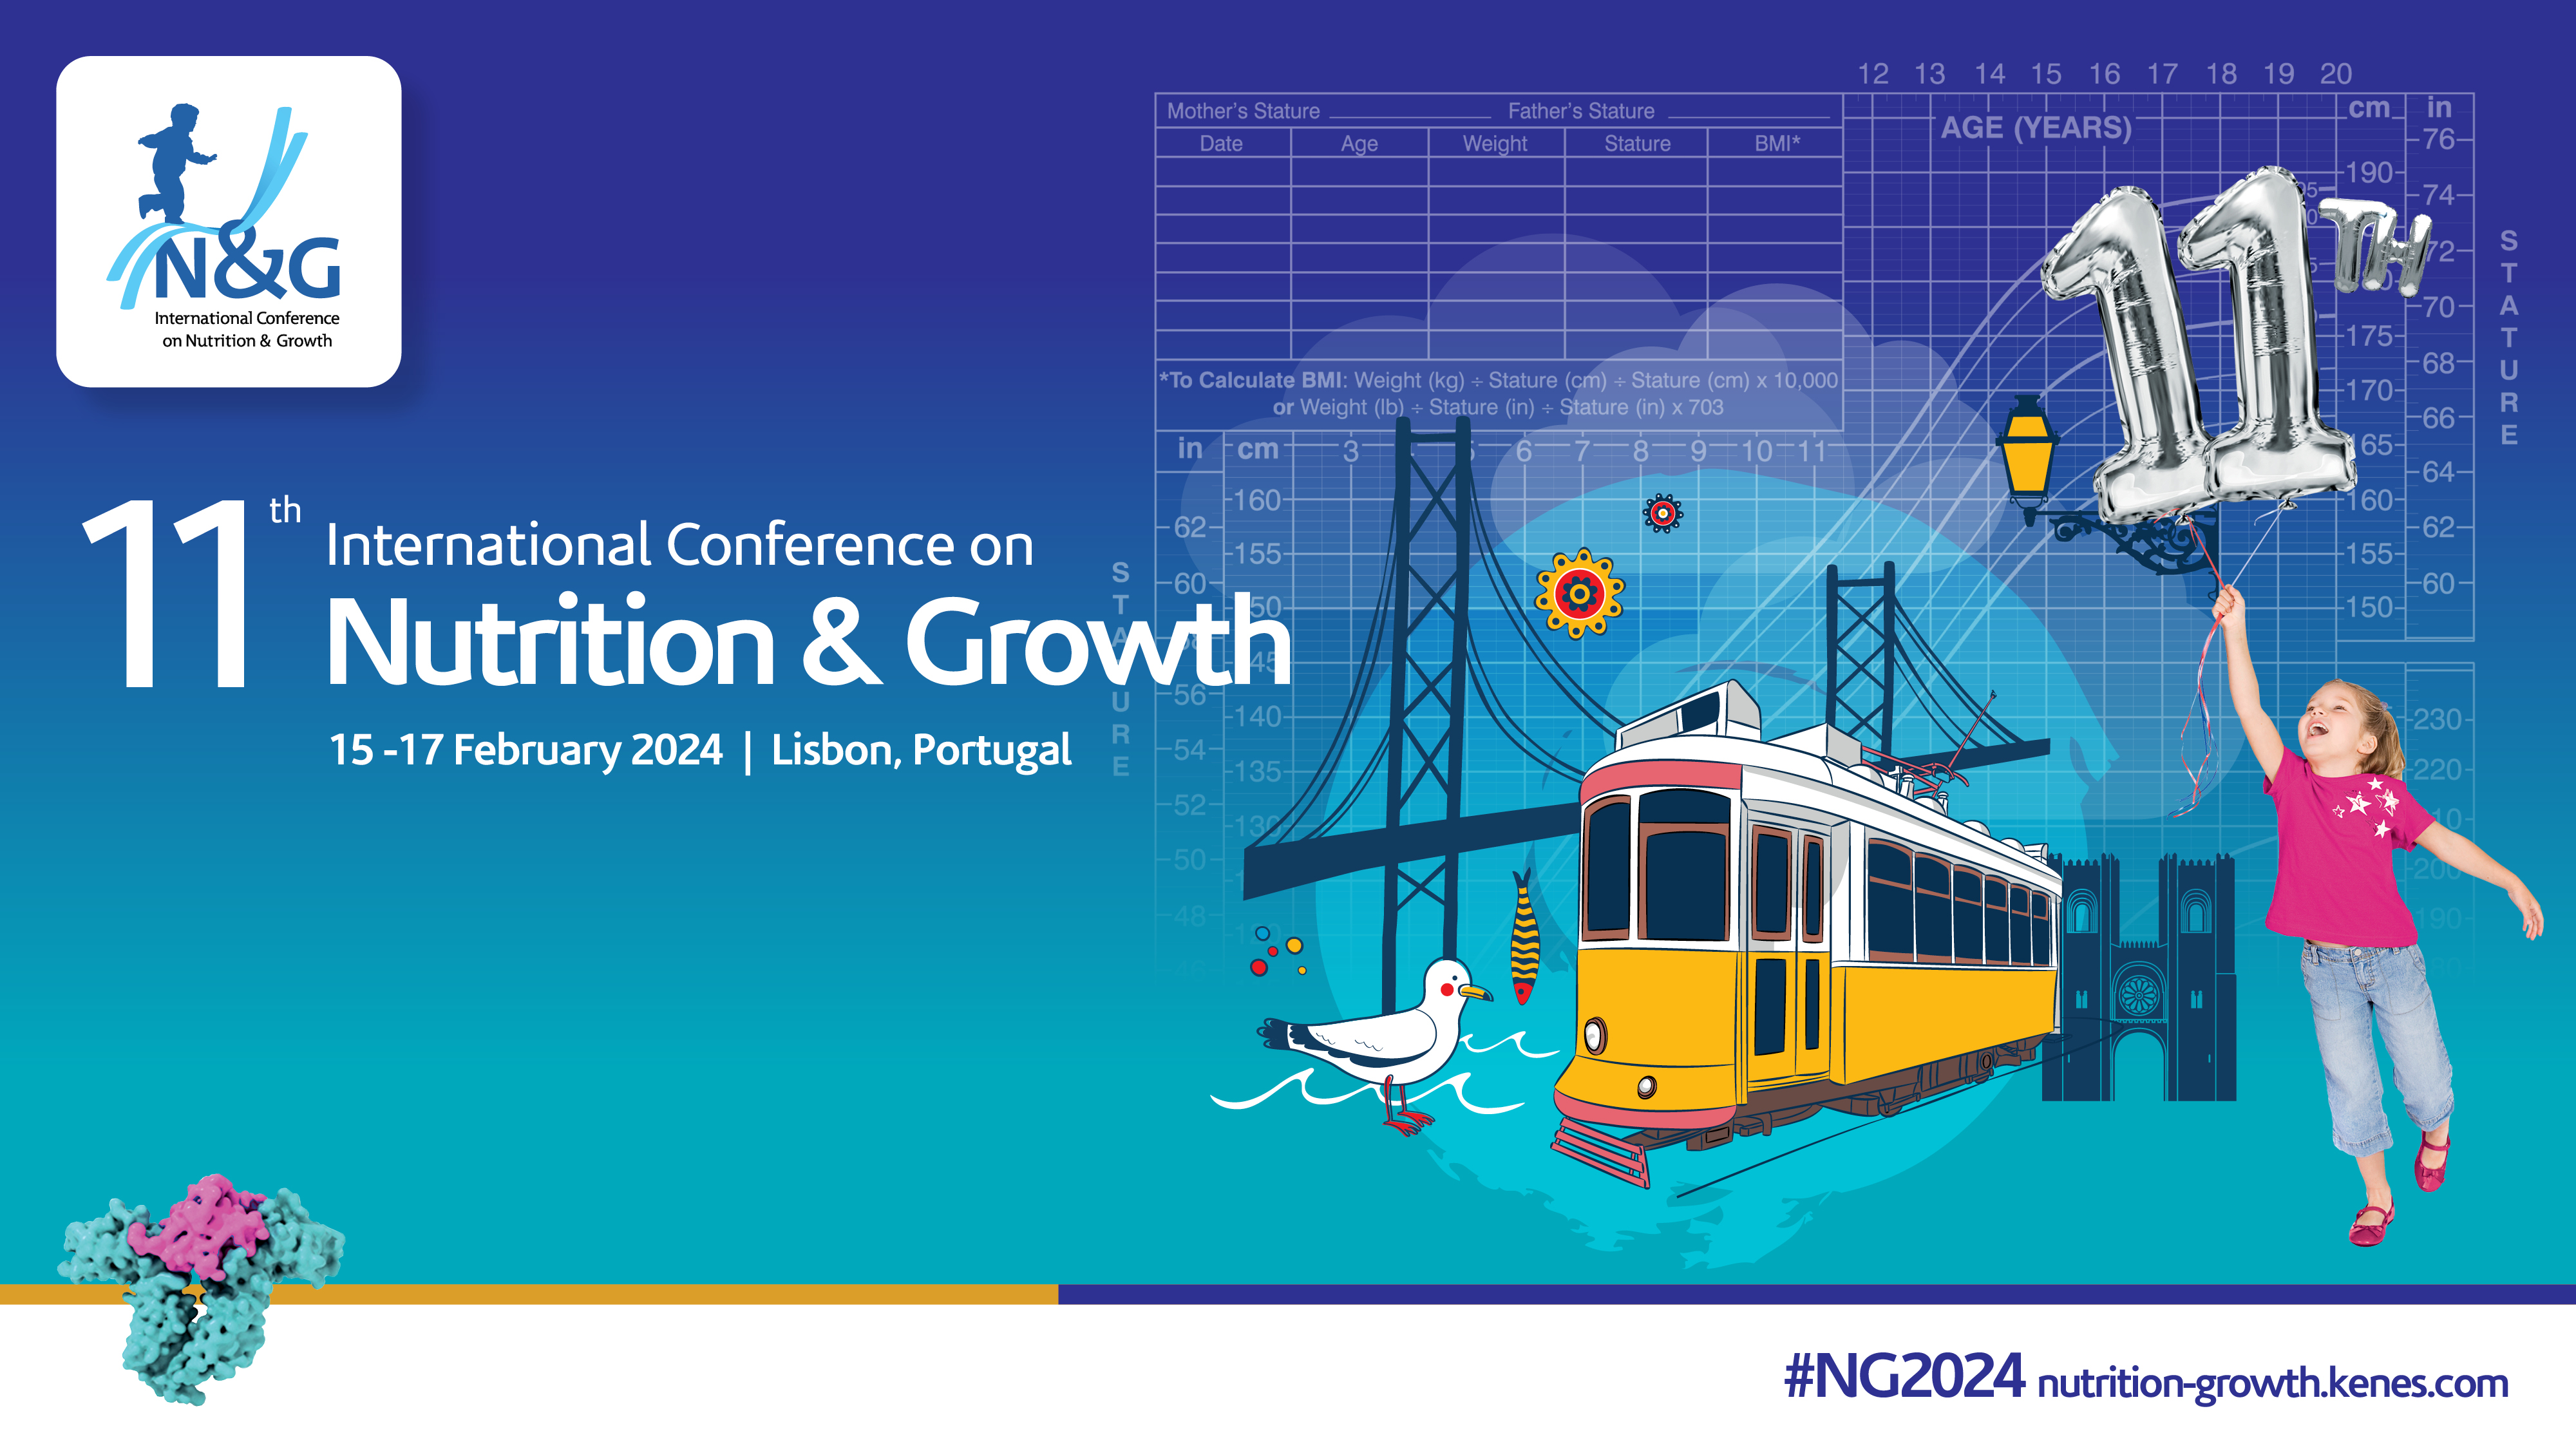 N&G
International Conference
on Nutrition & Growth
11th
International Conference on
Nutrition & Growth
15 -17 February 2024 | Lisbon, Portugal
12 13 14 15 16 17 18 19 20
AGE (YEARS)
cm in
Mother's Stature Father's Stature
Date Age Weight Stature BMI*
*To Calculate BMI: Weight (kg) ÷ Stature (cm) ÷ Stature (cm) x 10,000
or Weight (lb) ÷ Stature (in) ÷ Stature (in) x 703
in cm 3 6 7 8 9 10 11
160
62
155
60
56
140
54
135
52
130
50
48
STATURE
11TH
76
190
74
72
70
175
68
170
66
165
64
160
62
155
60
150
230
220
200
190
STATURE
#NG2024 nutrition-growth.kenes.com